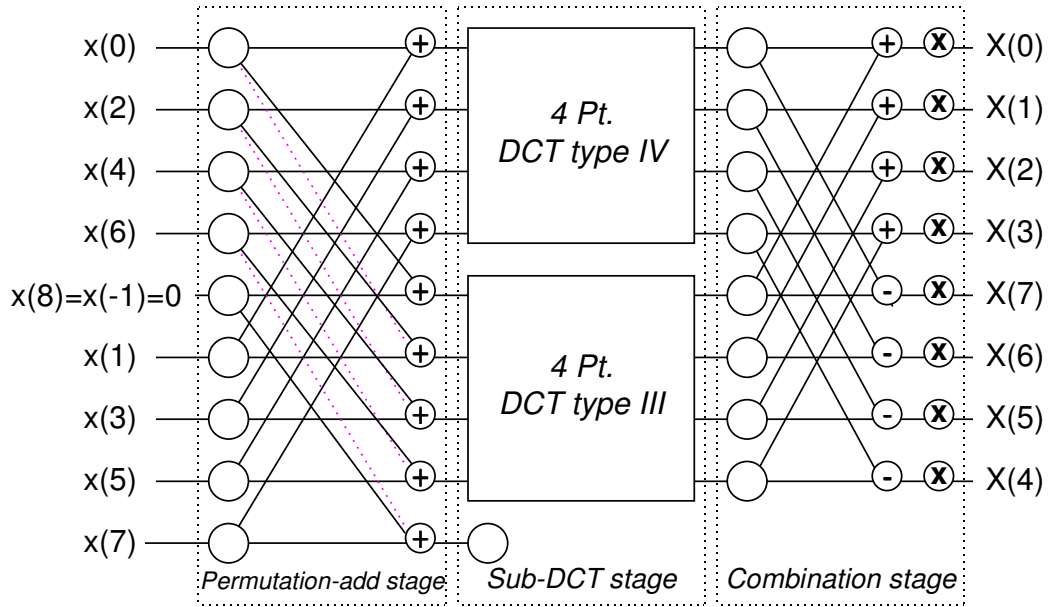 x(0) + + X X(0)
x(2) + 4 Pt. + X X(1)
DCT type IV
x(4) + + X X(2)
x(6) + + X X(3)
x(8)=x(-1)=0 + - X X(7)
x(1) + 4 Pt. - X X(6)
DCT type III
x(3) + - X X(5)
x(5) + - X X(4)
x(7) +
Permutation-add stage Sub-DCT stage Combination stage